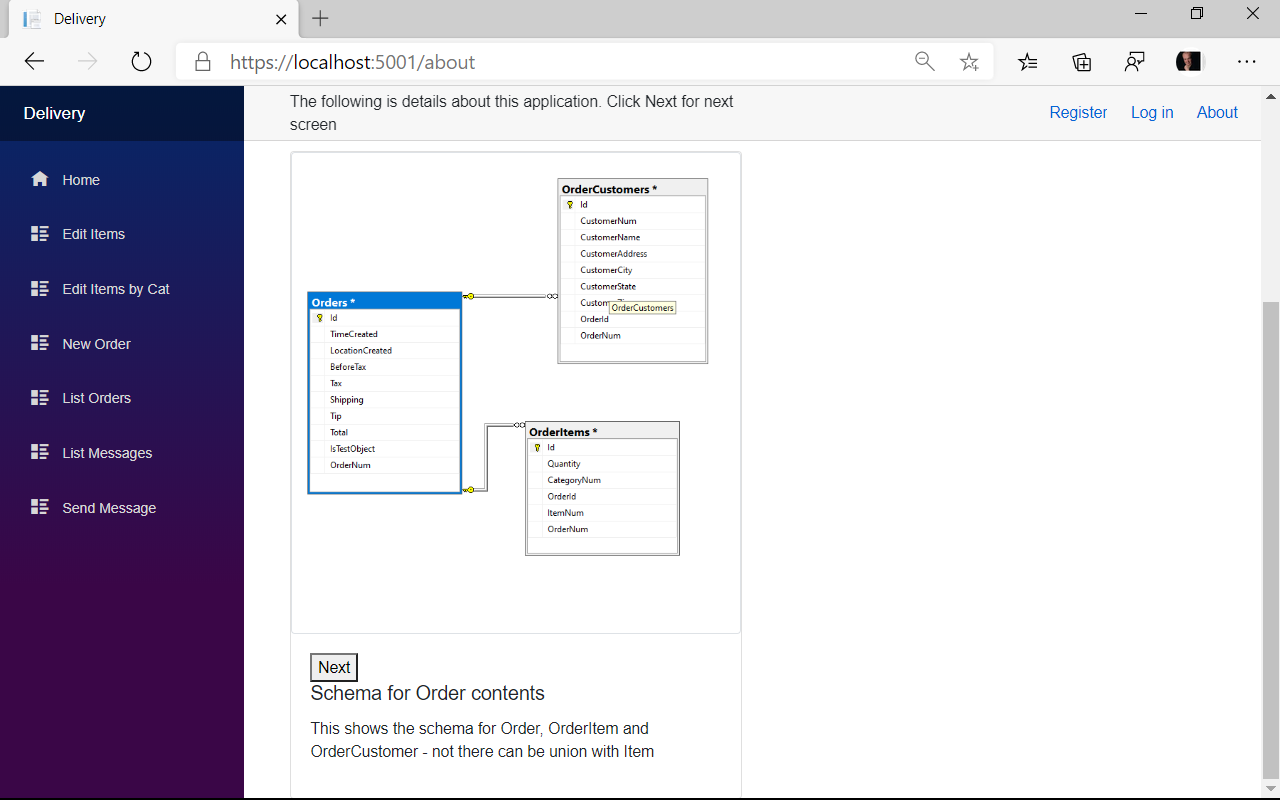 Delivery
https://localhost:5001/about
Delivery
The following is details about this application. Click Next for next
screen
Register Log in About
Home
Edit Items
Edit Items by Cat
New Order
List Orders
List Messages
Send Message
OrderCustomers *
Id
CustomerNum
CustomerName
CustomerAddress
CustomerCity
CustomerState
OrderCustomers
OrderId
OrderNum
Orders *
Id
TimeCreated
LocationCreated
BeforeTax
Tax
Shipping
Tip
Total
IsTestObject
OrderNum
OrderItems *
Id
Quantity
CategoryNum
OrderId
ItemNum
OrderNum
Next
Schema for Order contents
This shows the schema for Order, OrderItem and
OrderCustomer - not there can be union with Item